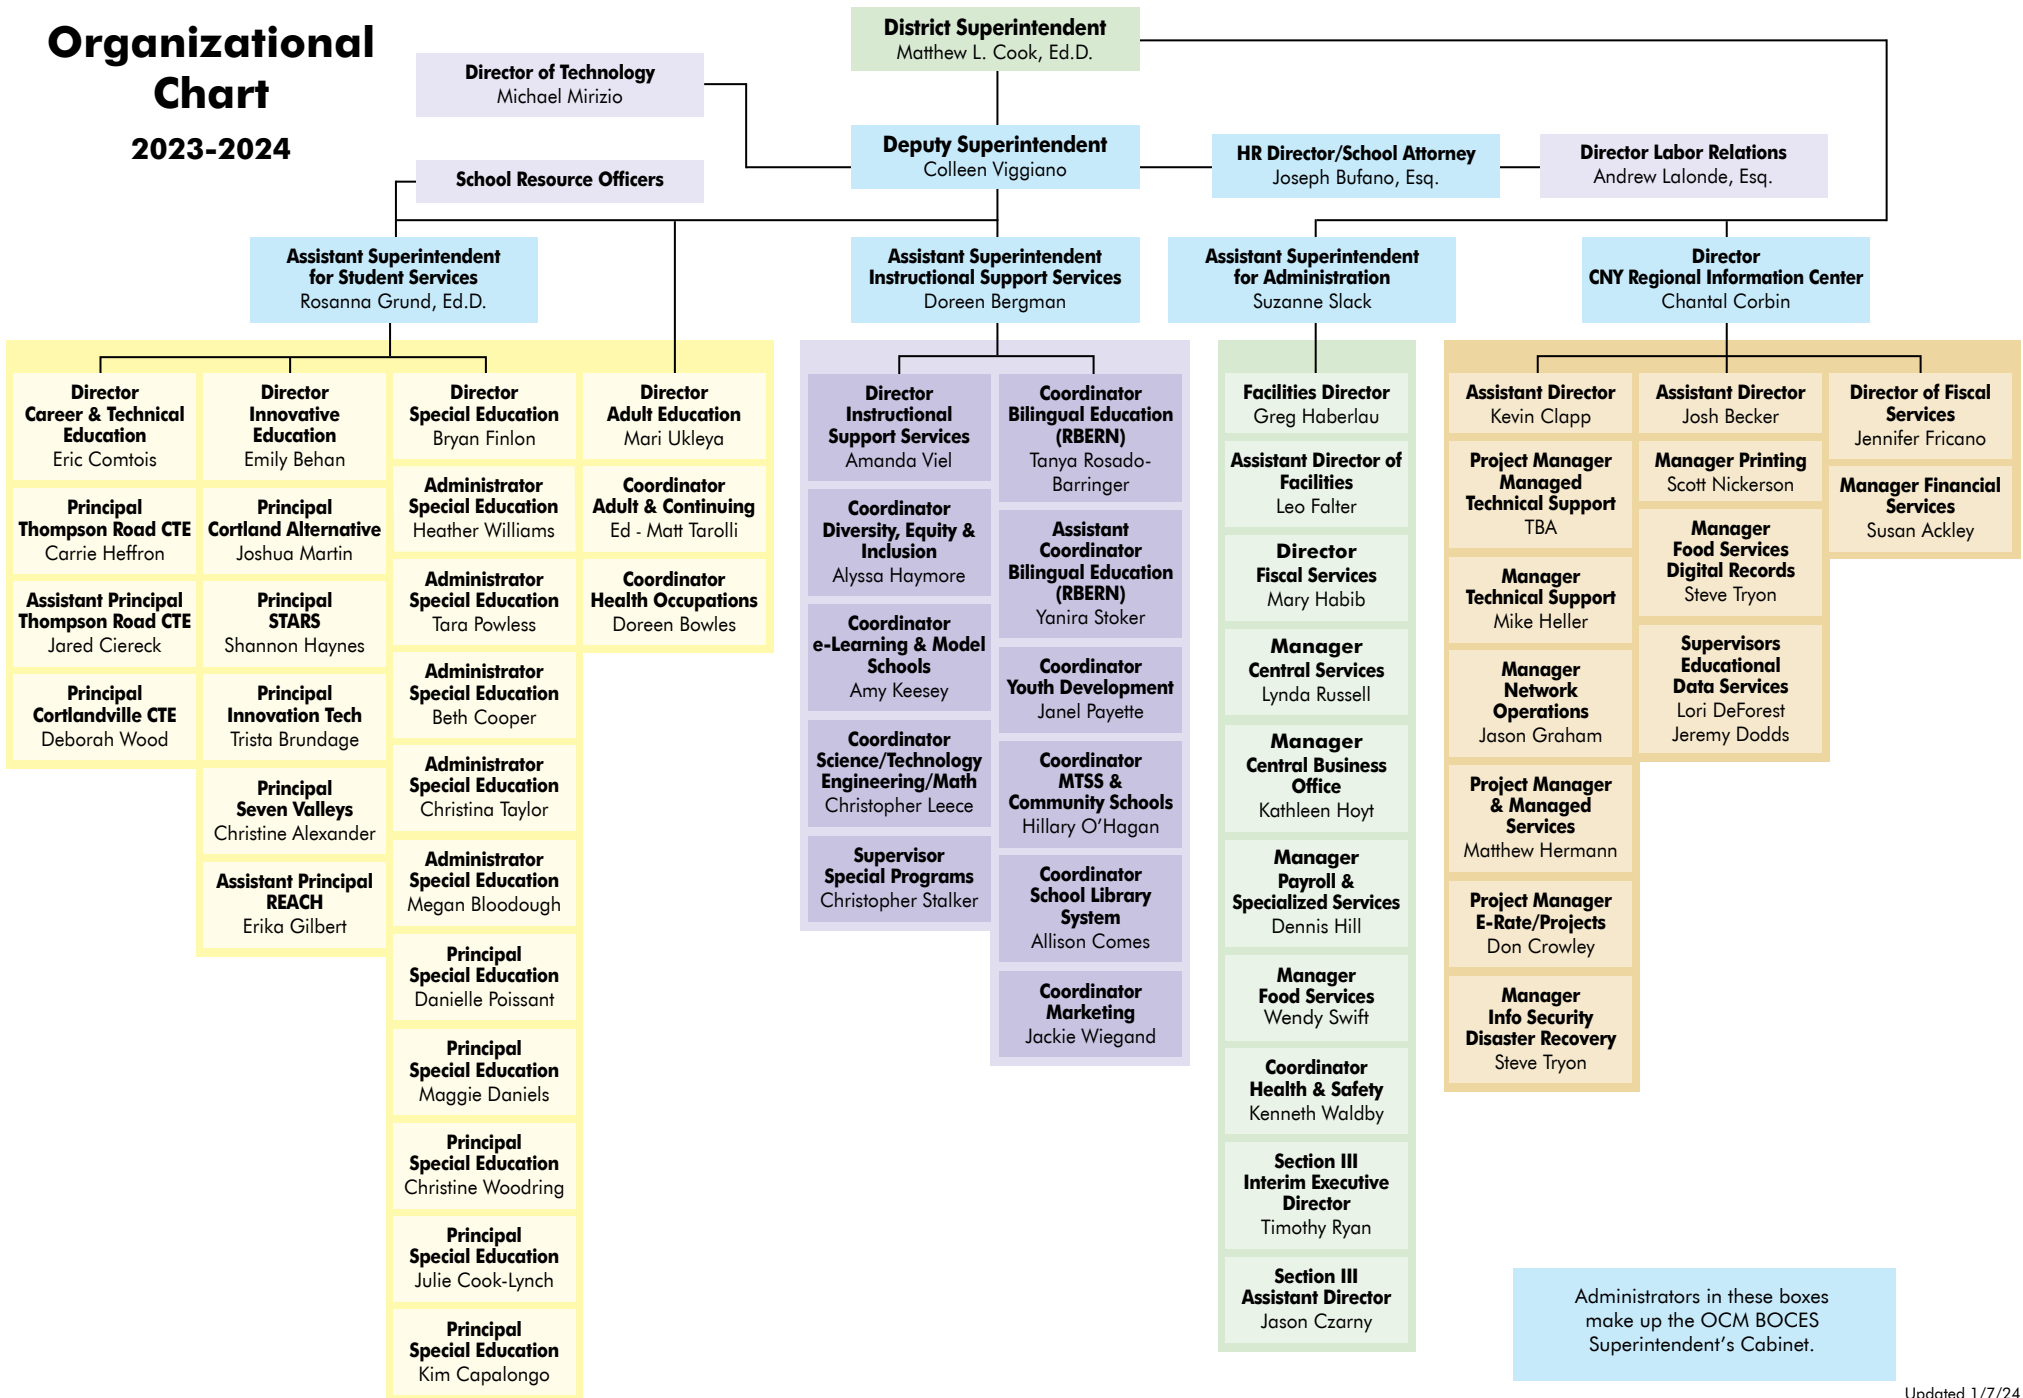 Organizational
Chart
2023-2024
District Superintendent
Matthew L. Cook, Ed.D.
Director of Technology
Michael Mirizio
Deputy Superintendent
Colleen Viggiano
HR Director/School Attorney
Joseph Bufano, Esq.
Director Labor Relations
Andrew Lalonde, Esq.
School Resource Officers
Assistant Superintendent
for Student Services
Rosanna Grund, Ed.D.
Assistant Superintendent
Instructional Support Services
Doreen Bergman
Assistant Superintendent
for Administration
Suzanne Slack
Director
CNY Regional Information Center
Chantal Corbin
Director
Career & Technical
Education
Eric Comtois
Principal
Thompson Road CTE
Carrie Heffron
Assistant Principal
Thompson Road CTE
Jared Ciereck
Principal
Cortlandville CTE
Deborah Wood
Director
Innovative
Education
Emily Behan
Principal
Cortland Alternative
Joshua Martin
Principal
STARS
Shannon Haynes
Principal
Innovation Tech
Trista Brundage
Principal
Seven Valleys
Christine Alexander
Assistant Principal
REACH
Erika Gilbert
Director
Special Education
Bryan Finlon
Administrator
Special Education
Heather Williams
Administrator
Special Education
Tara Powless
Administrator
Special Education
Beth Cooper
Administrator
Special Education
Christina Taylor
Administrator
Special Education
Megan Bloodough
Principal
Special Education
Danielle Poissant
Principal
Special Education
Maggie Daniels
Principal
Special Education
Christine Woodring
Principal
Special Education
Julie Cook-Lynch
Principal
Special Education
Kim Capalongo
Director
Adult Education
Mari Ukleya
Coordinator
Adult & Continuing
Ed - Matt Tarolli
Coordinator
Health Occupations
Doreen Bowles
Director
Instructional
Support Services
Amanda Viel
Coordinator
Diversity, Equity &
Inclusion
Alyssa Haymore
Coordinator
e-Learning & Model
Schools
Amy Keesey
Coordinator
Science/Technology
Engineering/Math
Christopher Leece
Supervisor
Special Programs
Christopher Stalker
Coordinator
Bilingual Education
(RBERN)
Tanya Rosado-
Barringer
Assistant
Coordinator
Bilingual Education
(RBERN)
Yanira Stoker
Coordinator
Youth Development
Janel Payette
Coordinator
MTSS &
Community Schools
Hillary O'Hagan
Coordinator
School Library
System
Allison Comes
Coordinator
Marketing
Jackie Wiegand
Facilities Director
Greg Haberlau
Assistant Director of
Facilities
Leo Falter
Director
Fiscal Services
Mary Habib
Manager
Central Services
Lynda Russell
Manager
Central Business
Office
Kathleen Hoyt
Manager
Payroll &
Specialized Services
Dennis Hill
Manager
Food Services
Wendy Swift
Coordinator
Health & Safety
Kenneth Waldby
Section III
Interim Executive
Director
Timothy Ryan
Section III
Assistant Director
Jason Czarny
Assistant Director
Kevin Clapp
Project Manager
Managed
Technical Support
TBA
Manager
Technical Support
Mike Heller
Manager
Network
Operations
Jason Graham
Project Manager
& Managed
Services
Matthew Hermann
Project Manager
E-Rate/Projects
Don Crowley
Manager
Info Security
Disaster Recovery
Steve Tryon
Assistant Director
Josh Becker
Manager Printing
Scott Nickerson
Manager
Food Services
Digital Records
Steve Tryon
Supervisors
Educational
Data Services
Lori DeForest
Jeremy Dodds
Director of Fiscal
Services
Jennifer Fricano
Manager Financial
Services
Susan Ackley
Administrators in these boxes
make up the OCM BOCES
Superintendent's Cabinet.
Updated 1/7/24